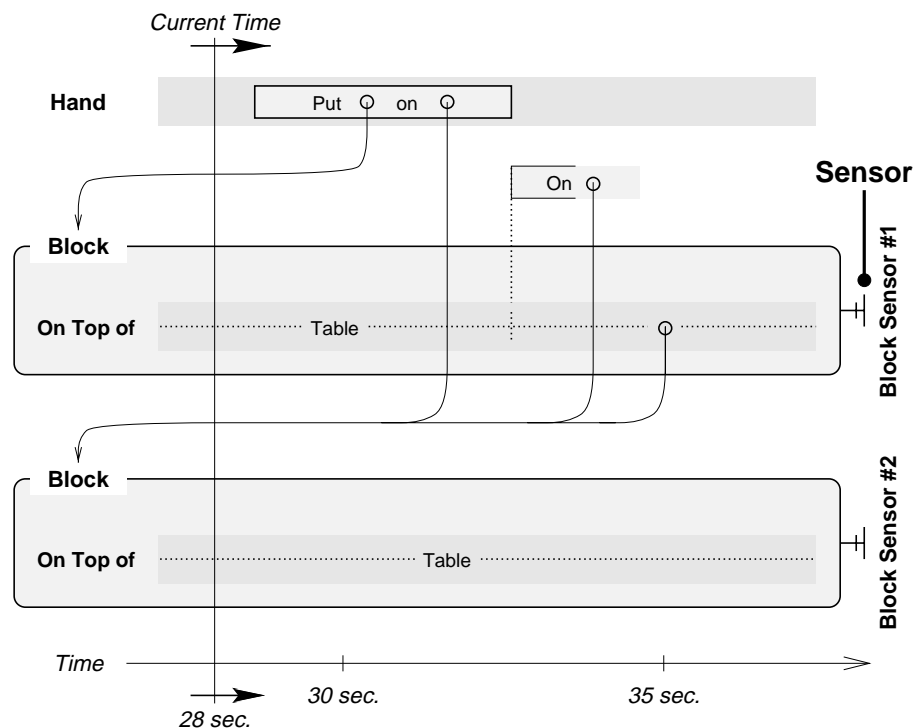 Current Time
Hand
Put on
On
Sensor
Block
Block Sensor #1
On Top of
Table
Block
Block Sensor #2
On Top of
Table
Time
30 sec.
35 sec.
28 sec.